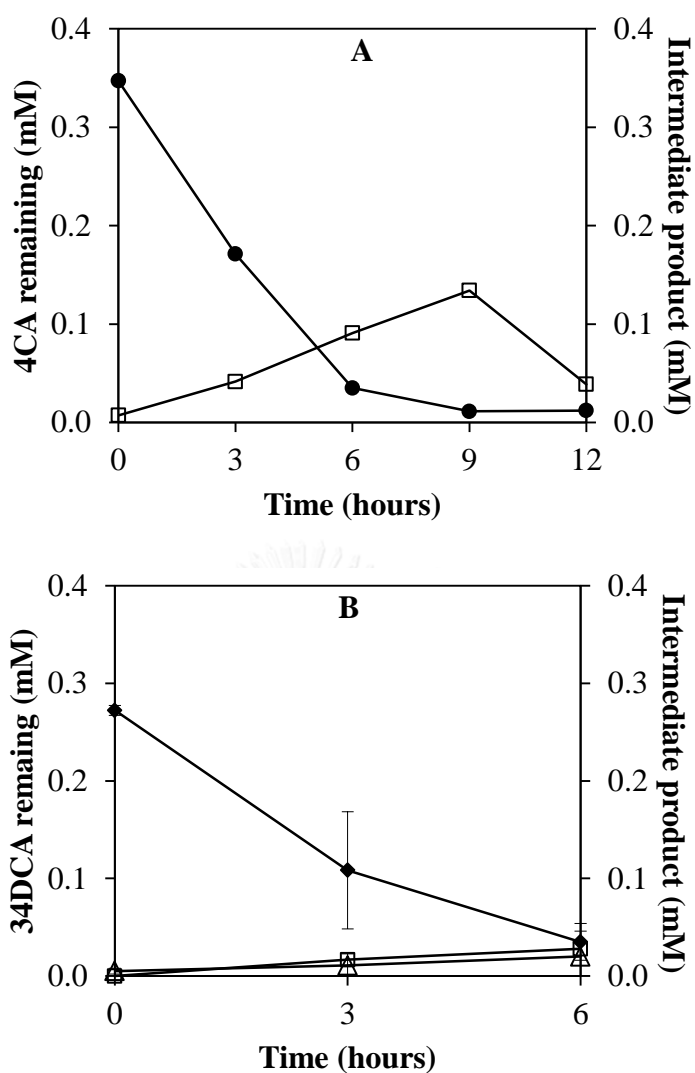 A
4CA remaining (mM)
0.4
0.3
0.2
0.1
0.0
0.4
0.3
0.2
0.1
0.0
Intermediate product (mM)
0 3 6 9 12
Time (hours)
B
34DCA remaing (mM)
0.4
0.3
0.2
0.1
0.0
0.4
0.3
0.2
0.1
0.0
Intermediate product (mM)
0 3 6
Time (hours)